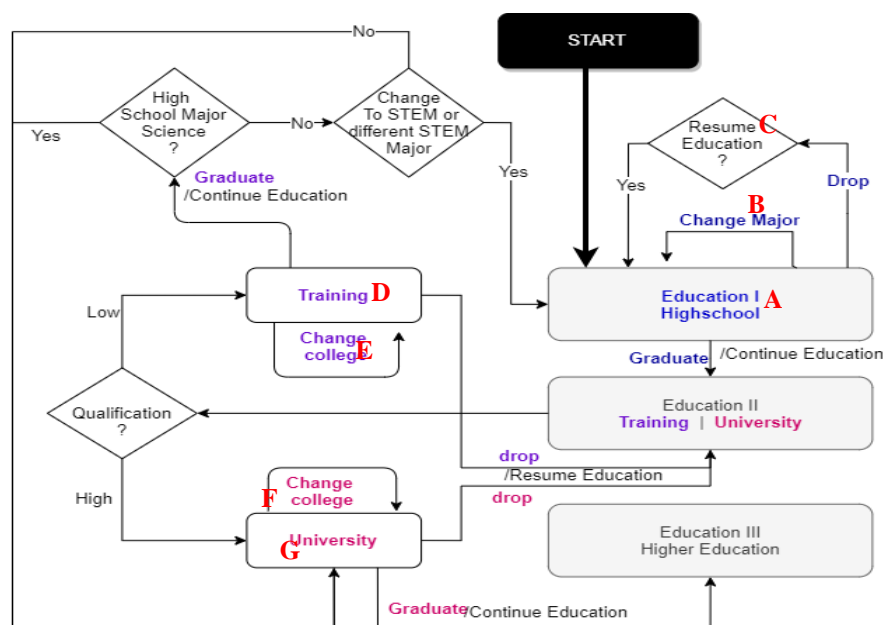 No
START
High
School Major
Science
?
Yes
No
Change
To STEM or
different STEM
Major
Yes
Resume C
Education
?
Yes
Drop
B
Change Major
Graduate
/Continue Education
Training D
Change
college E
Low
Education I A
Highschool
Graduate /Continue Education
Education II
Training | University
Qualification
?
drop
/Resume Education
drop
High
Change
F college
University
G
Education III
Higher Education
Graduate/Continue Education